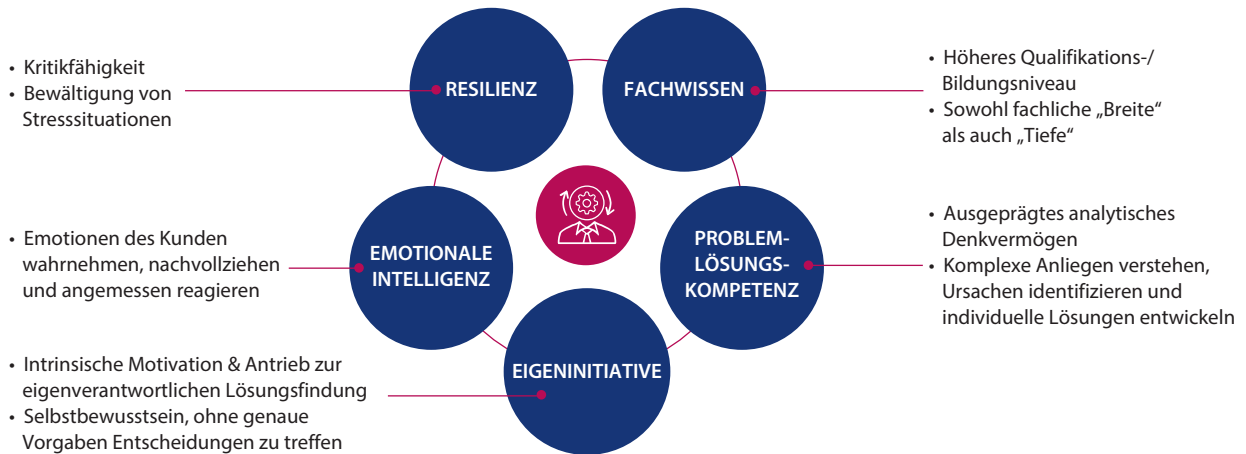 • Kritikfähigkeit
• Bewältigung von
Stresssituationen
RESILIENZ
FACHWISSEN
• Höheres Qualifikations-/
Bildungsniveau
• Sowohl fachliche „Breite“
als auch „Tiefe“
• Emotionen des Kunden
wahrnehmen, nachvollziehen
und angemessen reagieren
EMOTIONALE
INTELLIGENZ
PROBLEM-
LÖSUNGS-
KOMPETENZ
• Ausgeprägtes analytisches
Denkvermögen
• Komplexe Anliegen verstehen,
Ursachen identifizieren und
individuelle Lösungen entwickeln
• Intrinsische Motivation & Antrieb zur
eigenverantwortlichen Lösungsfindung
• Selbstbewusstsein, ohne genaue
Vorgaben Entscheidungen zu treffen
EIGENINITIATIVE